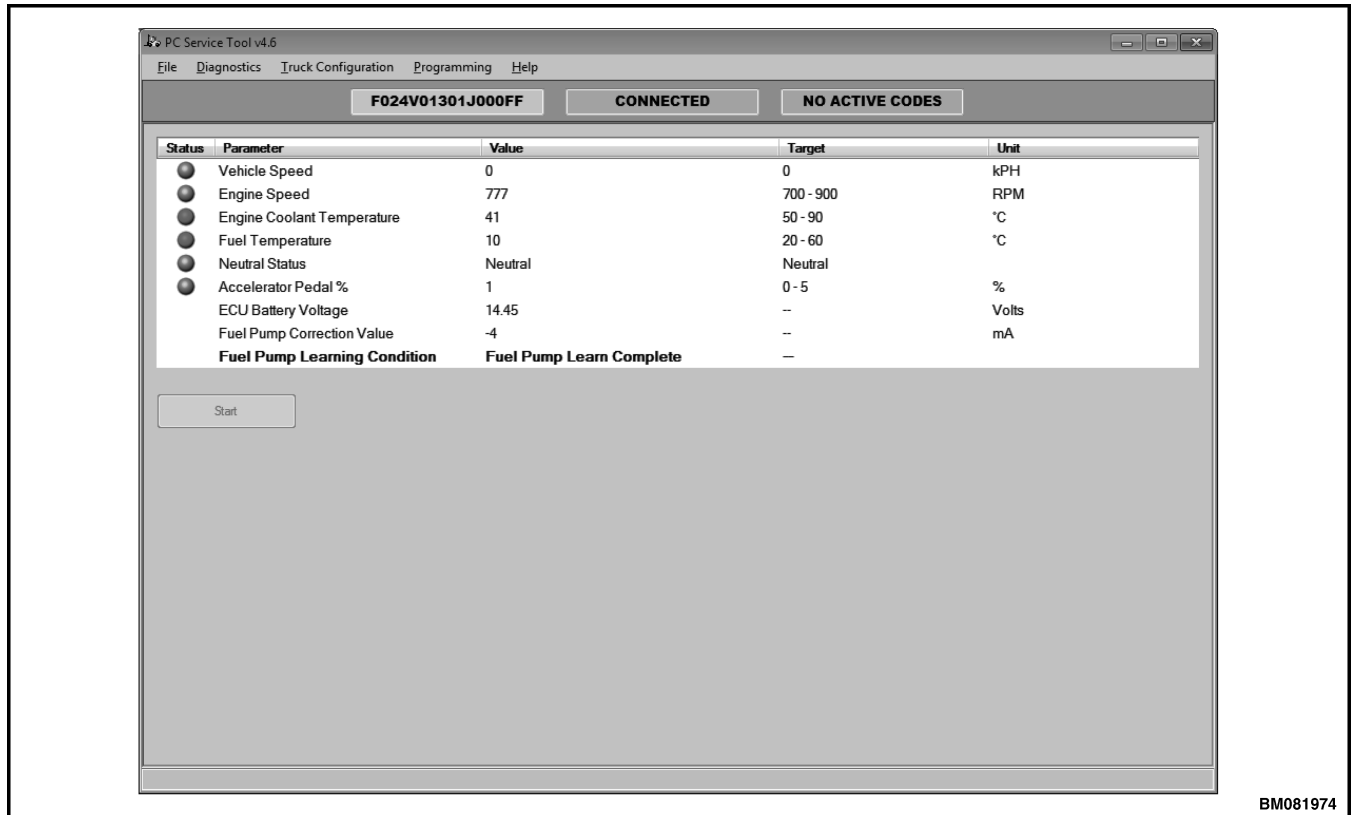 PC Service Tool v4.6
File Diagnostics Truck Configuration Programming Help
F024V01301J000FF CONNECTED NO ACTIVE CODES
Status Parameter Value Target Unit
Vehicle Speed 0 0 kPH
Engine Speed 777 700 - 900 RPM
Engine Coolant Temperature 41 50 - 90 °C
Fuel Temperature 10 20 - 60 °C
Neutral Status Neutral Neutral
Accelerator Pedal % 1 0 - 5 %
ECU Battery Voltage 14.45 -- Volts
Fuel Pump Correction Value -4 -- mA
Fuel Pump Learning Condition Fuel Pump Learn Complete ---
Start
BM081974